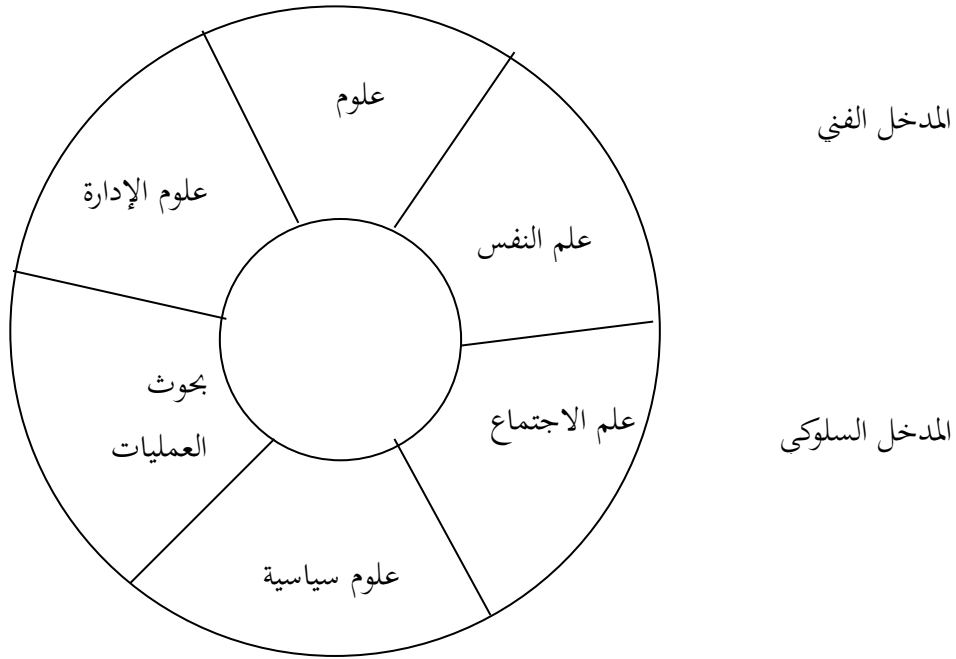 علوم
المدخل الفني
علوم الإدارة
علم النفس
بحوث
العمليات
علم الاجتماع
المدخل السلوكي
علوم سياسية